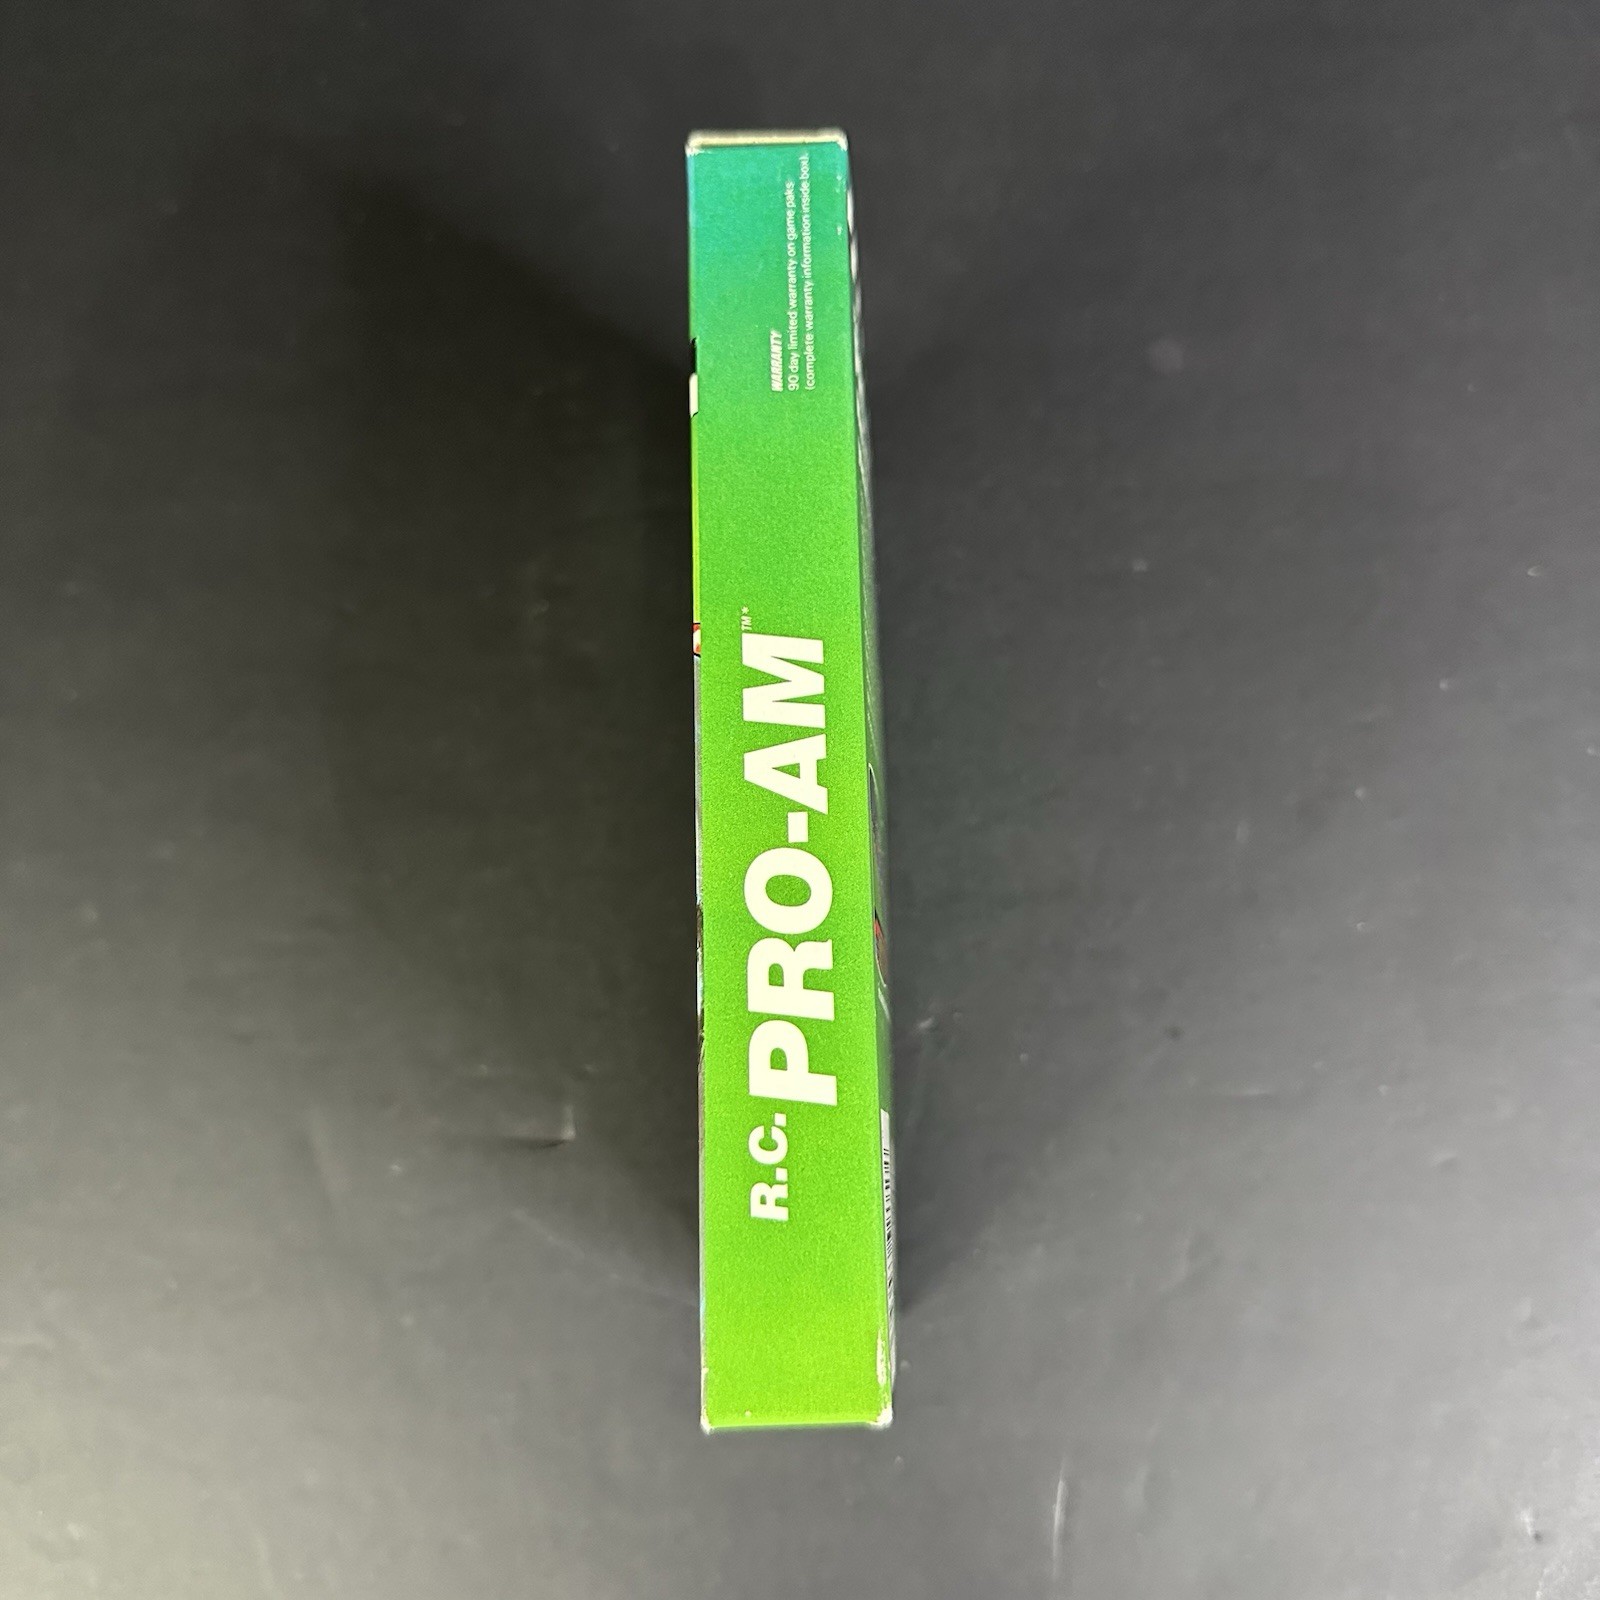 R.C. PRO-AM™*
WARRANTY
90 day limited warranty on game paks
(complete warranty information inside box).